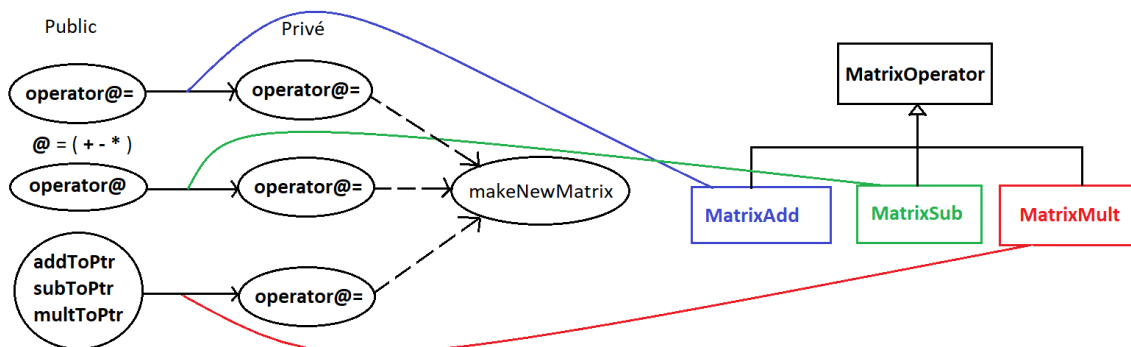 Public
Privé
operator@=
operator@=
MatrixOperator
@ = ( + - * )
operator@
operator@=
makeNewMatrix
MatrixAdd
MatrixSub
MatrixMult
addToPtr
subToPtr
multToPtr
operator@=